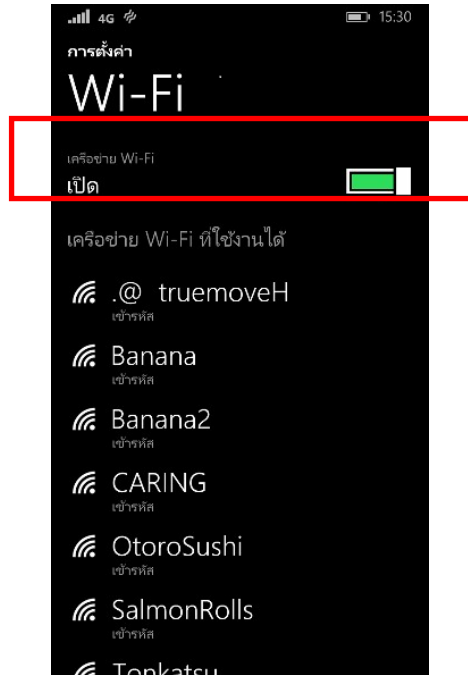 4G 15:30
การตั้งค่า
Wi-Fi
เครือข่าย Wi-Fi
เปิด
เครือข่าย Wi-Fi ที่ใช้งานได้
.@ truemoveH
เข้ารหัส
Banana
เข้ารหัส
Banana2
เข้ารหัส
CARING
เข้ารหัส
OtoroSushi
เข้ารหัส
SalmonRolls
เข้ารหัส
Tonkatsu